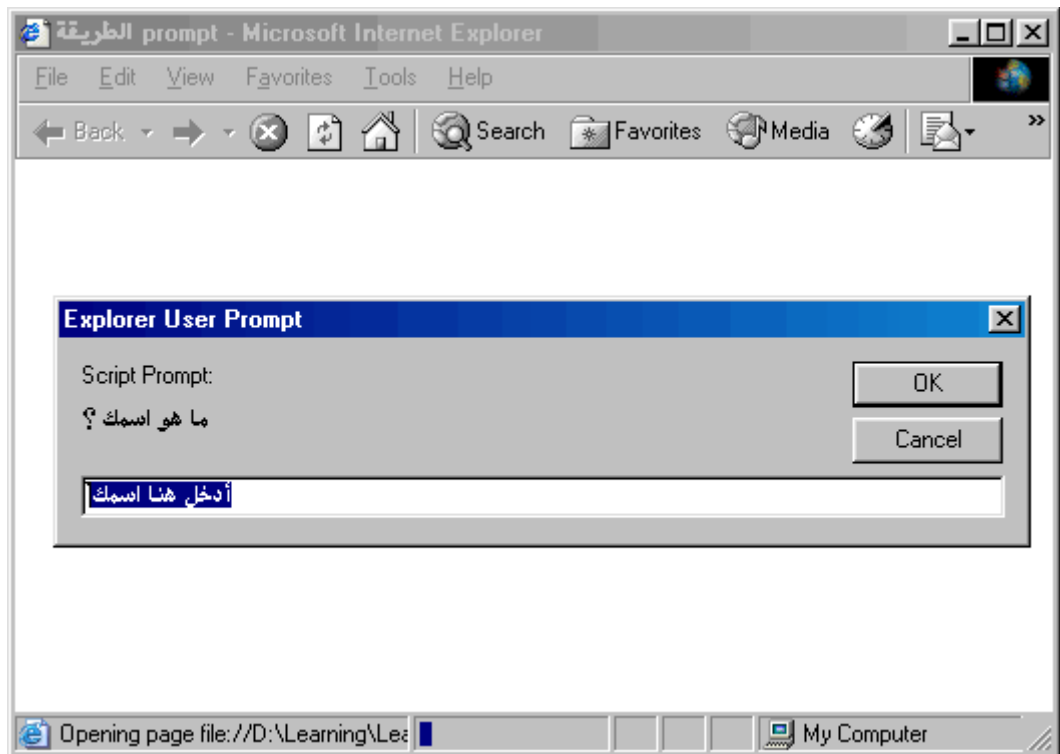 الطريقة prompt - Microsoft Internet Explorer
File Edit View Favorites Tools Help
Back Search Favorites Media »
Explorer User Prompt
Script Prompt:
ما هو اسمك ؟
OK
Cancel
أدخل هنا اسمك
Opening page file://D:\Learning\Lea My Computer